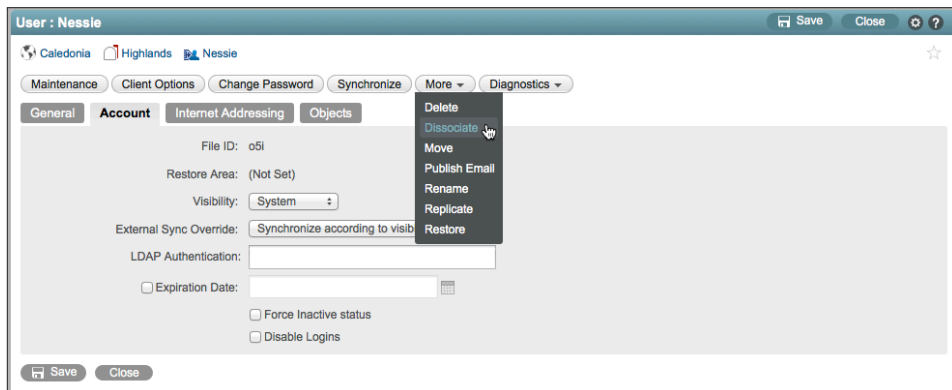 User : Nessie Save Close ?
Caledonia Highlands Nessie
Maintenance Client Options Change Password Synchronize More Diagnostics
General Account Internet Addressing Objects
Delete
Dissociate
Move
Publish Email
Rename
Replicate
Restore
File ID: o5i
Restore Area: (Not Set)
Visibility: System
External Sync Override: Synchronize according to visib
LDAP Authentication:
Expiration Date:
Force Inactive status
Disable Logins
Save Close